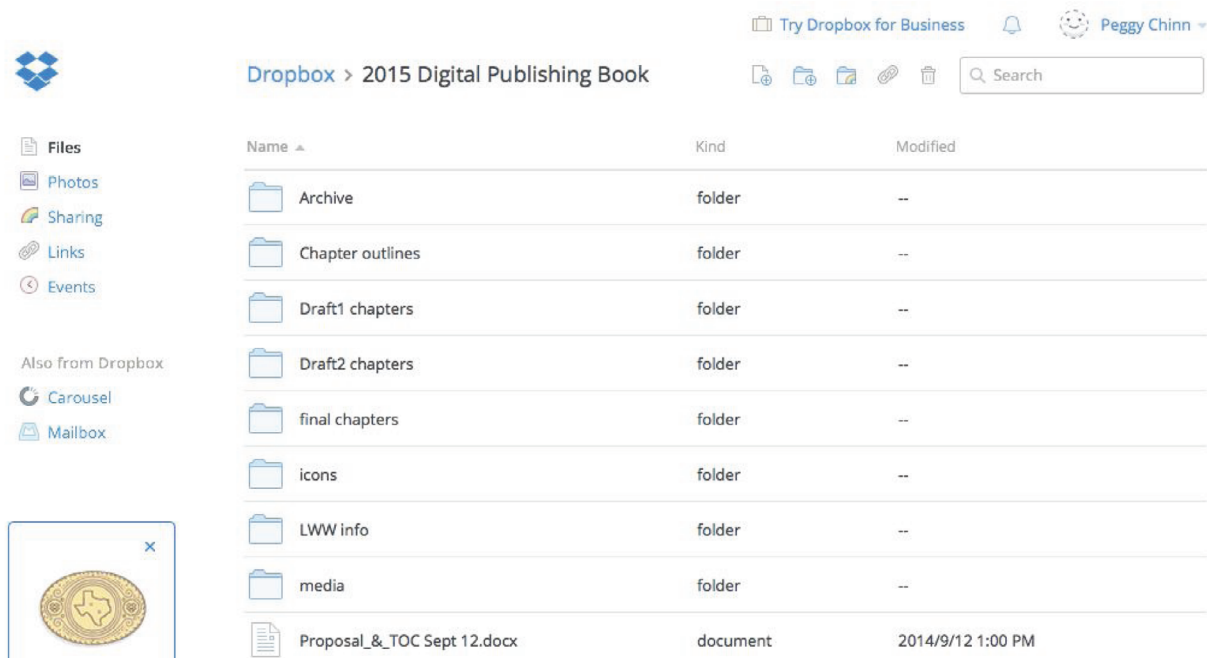 Try Dropbox for Business Peggy Chinn
Dropbox > 2015 Digital Publishing Book Search
Files
Photos
Sharing
Links
Events
Also from Dropbox
Carousel
Mailbox
Name Kind Modified
Archive folder --
Chapter outlines folder --
Draft1 chapters folder --
Draft2 chapters folder --
final chapters folder --
icons folder --
LWW info folder --
media folder --
Proposal_&_TOC Sept 12.docx document 2014/9/12 1:00 PM